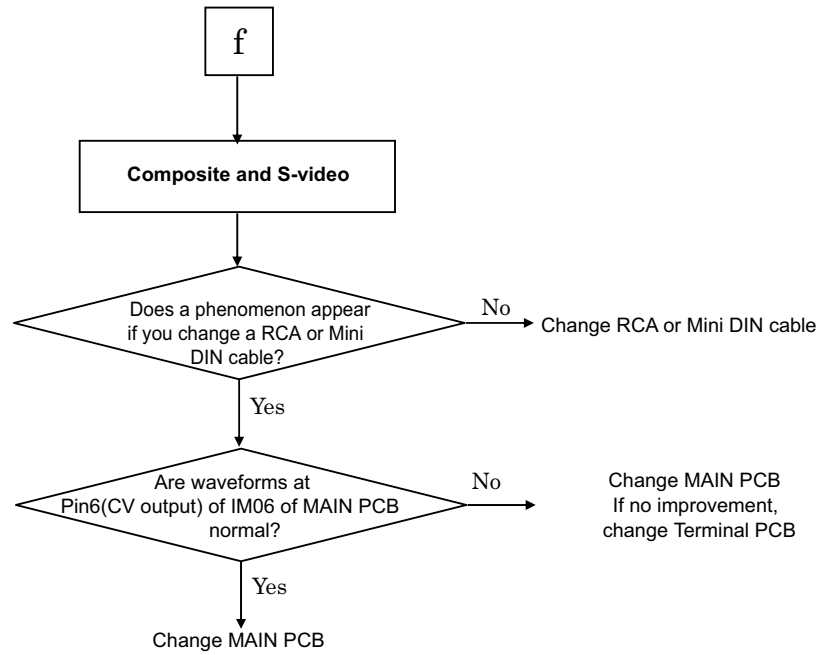 f
Composite and S-video
Does a phenomenon appear
if you change a RCA or Mini
DIN cable?
No
Change RCA or Mini DIN cable
Yes
Are waveforms at
Pin6(CV output) of IM06 of MAIN PCB
normal?
No
Change MAIN PCB
If no improvement,
change Terminal PCB
Yes
Change MAIN PCB